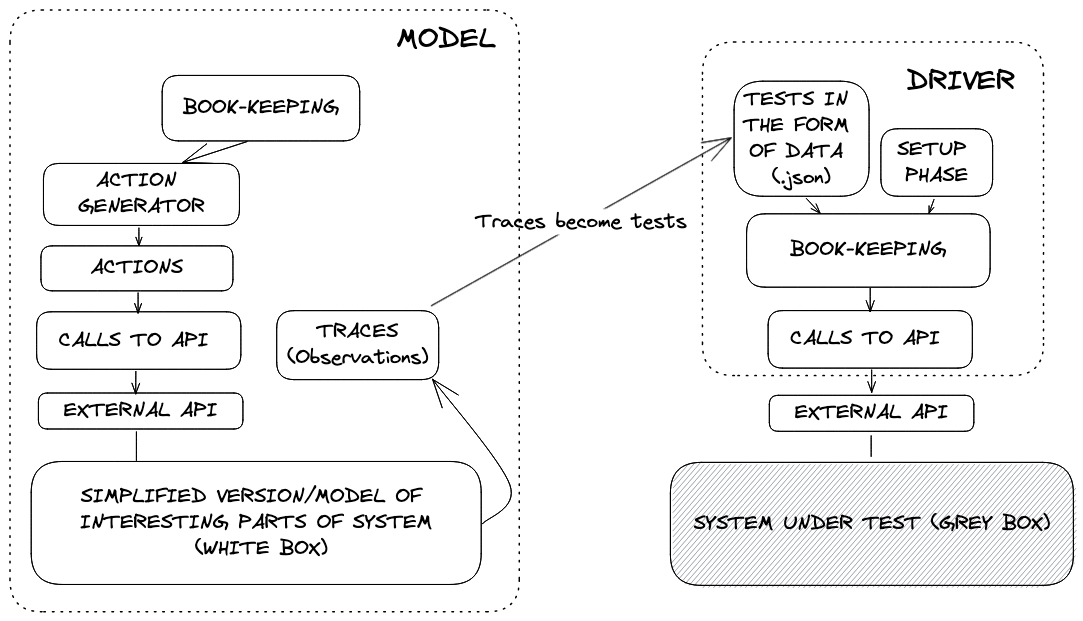 MODEL
BOOK-KEEPING
ACTION
GENERATOR
ACTIONS
CALLS TO API
EXTERNAL API
TRACES
(Observations)
SIMPLIFIED VERSION/MODEL OF
INTERESTING PARTS OF SYSTEM
(WHITE BOX)
Traces become tests
DRIVER
TESTS IN
THE FORM
OF DATA
(.json)
SETUP
PHASE
BOOK-KEEPING
CALLS TO API
EXTERNAL API
SYSTEM UNDER TEST (GREY BOX)